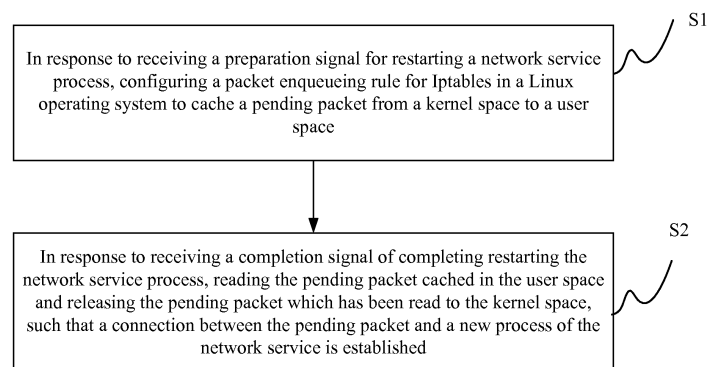 S1
In response to receiving a preparation signal for restarting a network service
process, configuring a packet enqueueing rule for Iptables in a Linux
operating system to cache a pending packet from a kernel space to a user
space
S2
In response to receiving a completion signal of completing restarting the
network service process, reading the pending packet cached in the user space
and releasing the pending packet which has been read to the kernel space,
such that a connection between the pending packet and a new process of the
network service is established